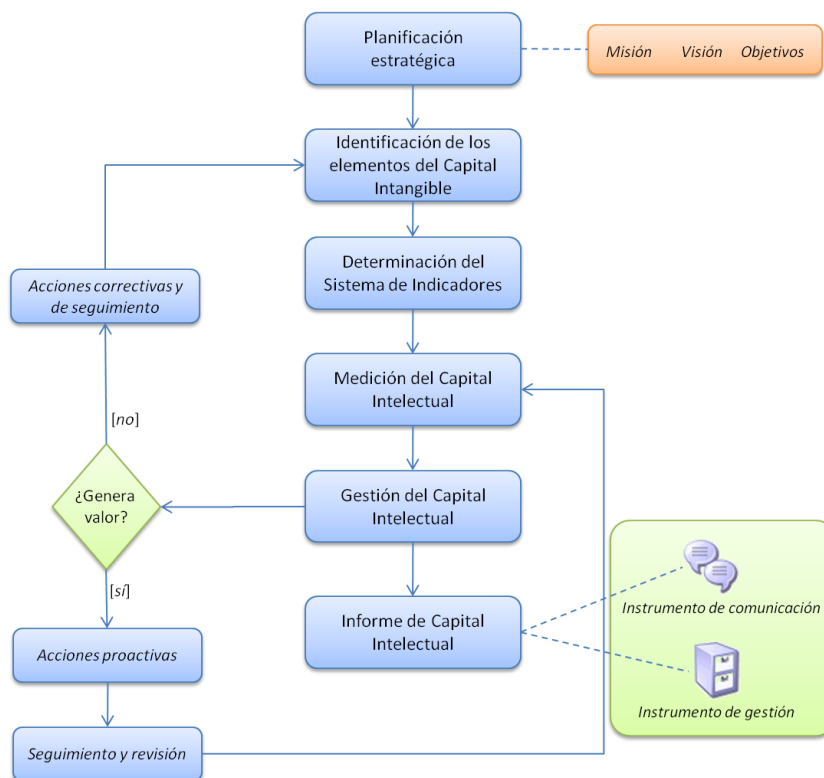 Planificación
estratégica
Misión Visión Objetivos
Identificación de los
elementos del Capital
Intangible
Determinación del
Sistema de Indicadores
Acciones correctivas y
de seguimiento
Medición del Capital
Intelectual
[no]
¿Genera
valor?
Gestión del Capital
Intelectual
[sí]
Instrumento de comunicación
Informe de Capital
Intelectual
Acciones proactivas
Instrumento de gestión
Seguimiento y revisión